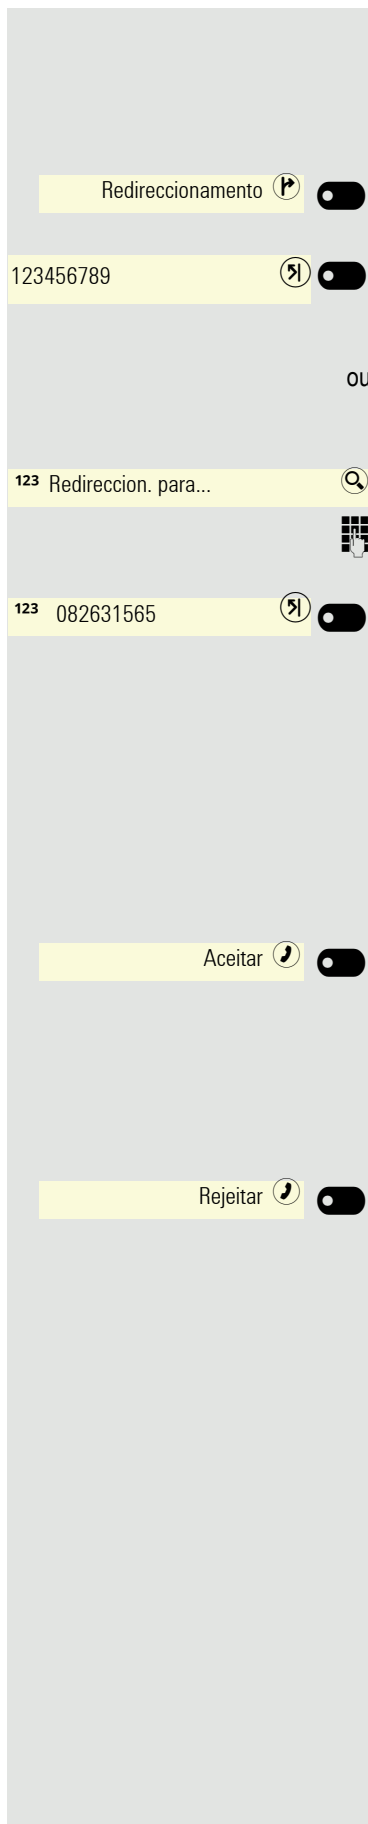 Redireccionamento
123456789
ou
123 Redireccion. para...
123 082631565
Aceitar
Rejeitar